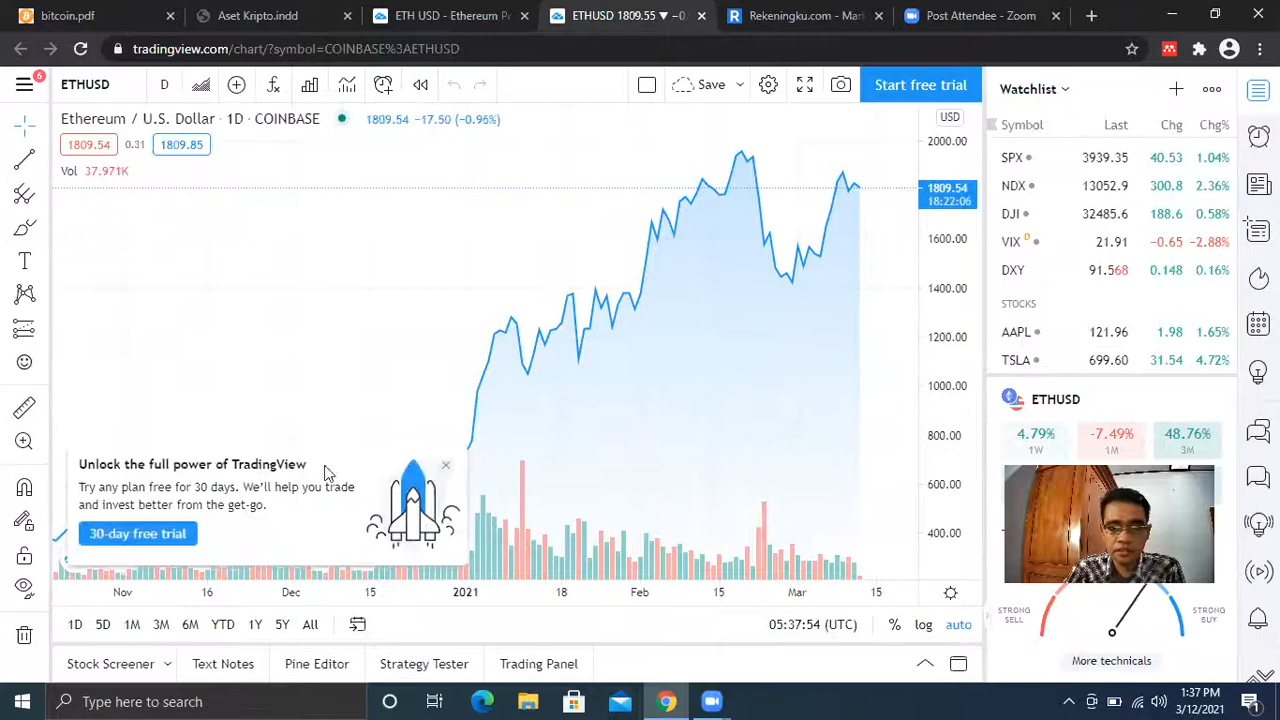 bitcoin.pdf
Aset Kripto.indd
ETH USD - Ethereum P
ETHUSD 1809.55 ▼ −0
Rekeningku.com - Ma
Post Attendee - Zoom
tradingview.com/chart/?symbol=COINBASE%3AETHUSD
6
ETHUSD
D
Save
Start free trial
Ethereum / U.S. Dollar · 1D · COINBASE
1809.54 −17.50 (−0.96%)
1809.54
0.31
1809.85
Vol 37.971K
USD
2000.00
1809.54
18:22:06
1600.00
1400.00
1200.00
1000.00
800.00
600.00
400.00
Unlock the full power of TradingView
Try any plan free for 30 days. We'll help you trade
and invest better from the get-go.
30-day free trial
Nov 16 Dec 15 2021 18 Feb 15 Mar 15
1D 5D 1M 3M 6M YTD 1Y 5Y All
05:37:54 (UTC)
% log auto
Stock Screener
Text Notes
Pine Editor
Strategy Tester
Trading Panel
Watchlist
Symbol Last Chg Chg%
SPX 3939.35 40.53 1.04%
NDX 13052.9 300.8 2.36%
DJI 32485.6 188.6 0.58%
VIX D 21.91 −0.65 −2.88%
DXY 91.568 0.148 0.16%
STOCKS
AAPL 121.96 1.98 1.65%
TSLA 699.60 31.54 4.72%
ETHUSD
4.79% −7.49% 48.76%
1W 1M 3M
STRONG
SELL
STRONG
BUY
More technicals
Type here to search
1:37 PM
3/12/2021
1